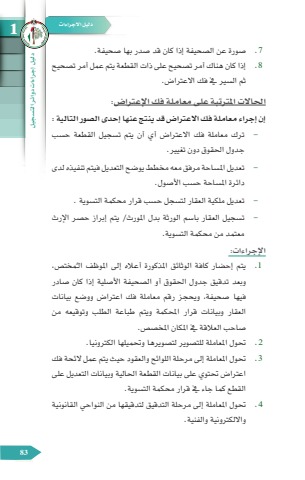 دليل الاجراءات
1
دليل إجراءات دوائر التسجيل
7. صورة عن الصحيفة إذا كان قد صدر بها صحيفة.
8. إذا كان هناك أمر تصحيح على ذات القطعة يتم عمل أمر تصحيح
ثم السير في فك الاعتراض.
الحالات المترتبة على معاملة فك الإعتراض:
إن إجراء معاملة فك الاعتراض قد ينتج عنها إحدى الصور التالية :
- ترك معاملة فك الاعتراض أي أن يتم تسجيل القطعة حسب
جدول الحقوق دون تغيير.
- تعديل المساحة مرفق معه مخطط يوضح التعديل فيتم تنفيذه لدى
دائرة المساحة حسب الأصول.
- تعديل ملكية العقار لتسجل حسب قرار محكمة التسوية .
- تسجيل العقار باسم الورثة بدل المورث/ يتم إبراز حصر الإرث
معتمد من محكمة التسوية.
الإجراءات:
1. يتم إحضار كافة الوثائق المذكورة أعلاه إلى الموظف المختص،
وبعد تدقيق جدول الحقوق أو الصحيفة الأصلية إذا كان صادر
فيها صحيفة، ويحجز رقم معاملة فك اعتراض ووضع بيانات
العقار وبيانات قرار المحكمة ويتم طباعة الطلب وتوقيعه من
صاحب العلاقة في المكان المخصص.
2. تحول المعاملة للتصوير لتصويرها وتحميلها الكترونيا.
3. تحول المعاملة إلى مرحلة اللوائح والعقود حيث يتم عمل لائحة فك
اعتراض تحتوي على بيانات القطعة الحالية وبيانات التعديل على
القطع كما جاء في قرار محكمة التسوية.
4. تحول المعاملة إلى مرحلة التدقيق لتدقيقها من النواحي القانونية
والالكترونية والفنية.
83